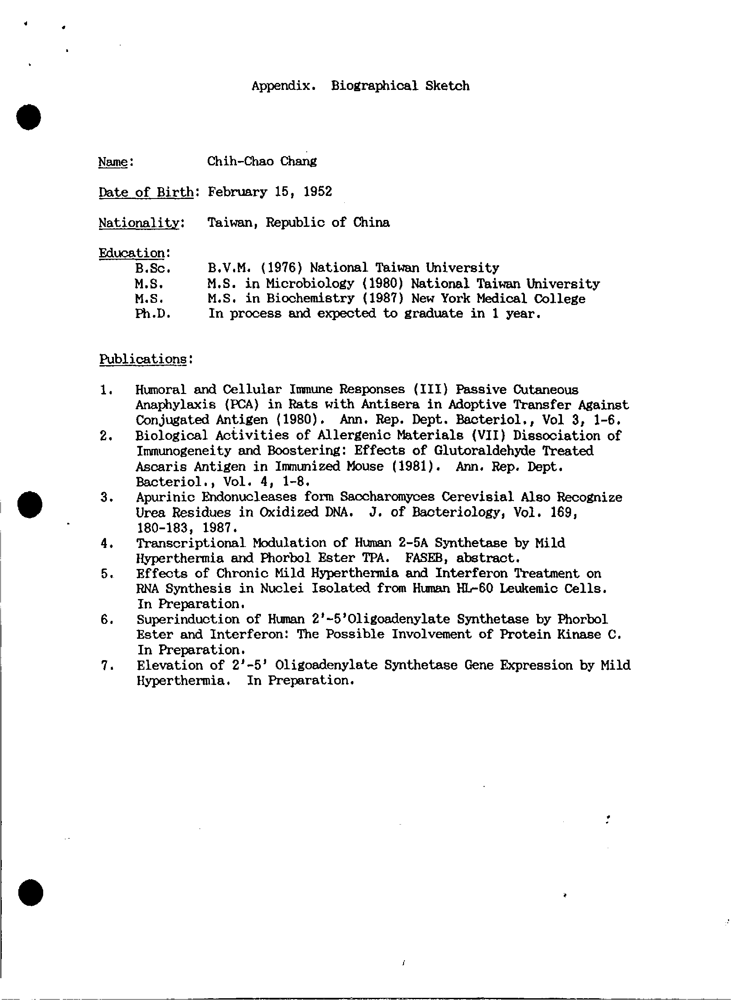 Appendix. Biographical Sketch
Name: Chih-Chao Chang
Date of Birth: February 15, 1952
Nationality: Taiwan, Republic of China
Education:
B.Sc. B.V.M. (1976) National Taiwan University
M.S. M.S. in Microbiology (1980) National Taiwan University
M.S. M.S. in Biochemistry (1987) New York Medical College
Ph.D. In process and expected to graduate in 1 year.
Publications:
1. Humoral and Cellular Immune Responses (III) Passive Cutaneous
Anaphylaxis (PCA) in Rats with Antisera in Adoptive Transfer Against
Conjugated Antigen (1980). Ann. Rep. Dept. Bacteriol., Vol 3, 1-6.
2. Biological Activities of Allergenic Materials (VII) Dissociation of
Immunogeneity and Boostering: Effects of Glutoraldehyde Treated
Ascaris Antigen in Immunized Mouse (1981). Ann. Rep. Dept.
Bacteriol., Vol. 4, 1-8.
3. Apurinic Endonucleases form Saccharomyces Cerevisial Also Recognize
Urea Residues in Oxidized DNA. J. of Bacteriology, Vol. 169,
180-183, 1987.
4. Transcriptional Modulation of Human 2-5A Synthetase by Mild
Hyperthermia and Phorbol Ester TPA. FASEB, abstract.
5. Effects of Chronic Mild Hyperthermia and Interferon Treatment on
RNA Synthesis in Nuclei Isolated from Human HL-60 Leukemic Cells.
In Preparation.
6. Superinduction of Human 2'-5'Oligoadenylate Synthetase by Phorbol
Ester and Interferon: The Possible Involvement of Protein Kinase C.
In Preparation.
7. Elevation of 2'-5' Oligoadenylate Synthetase Gene Expression by Mild
Hyperthermia. In Preparation.